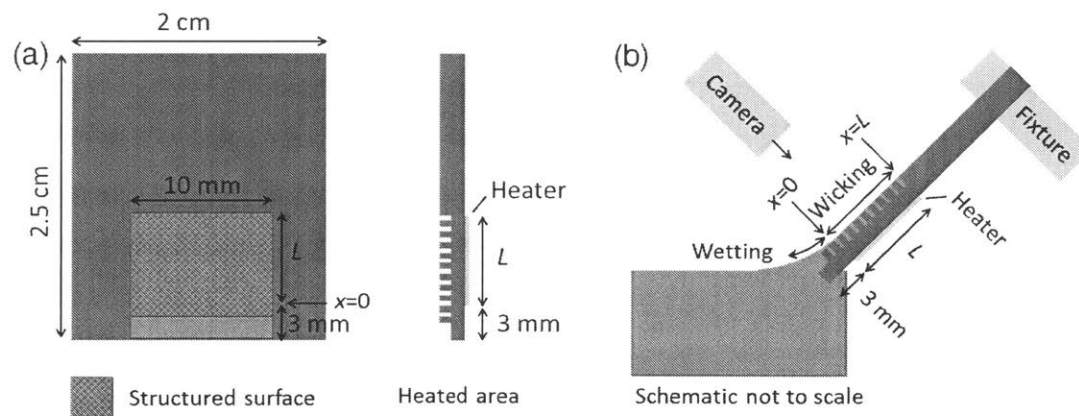 (a)
2 cm
2.5 cm
10 mm
L
x=0
3 mm
Heater
L
3 mm
Structured surface
Heated area
(b)
Camera
Fixture
x=L
x=0
Wicking
Wetting
Heater
L
3 mm
Schematic not to scale